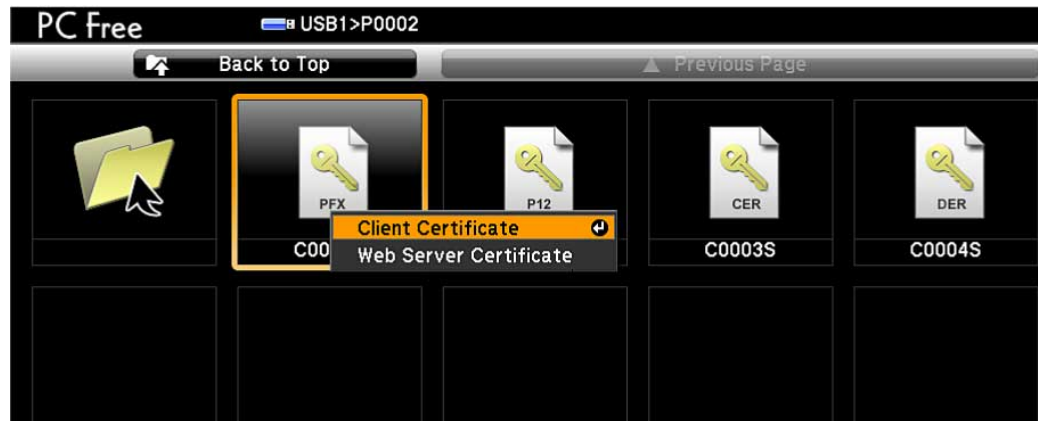 PC Free USB1>P0002
Back to Top Previous Page
PFX P12 CER DER
Client Certificate
Web Server Certificate
C00 C0003S C0004S